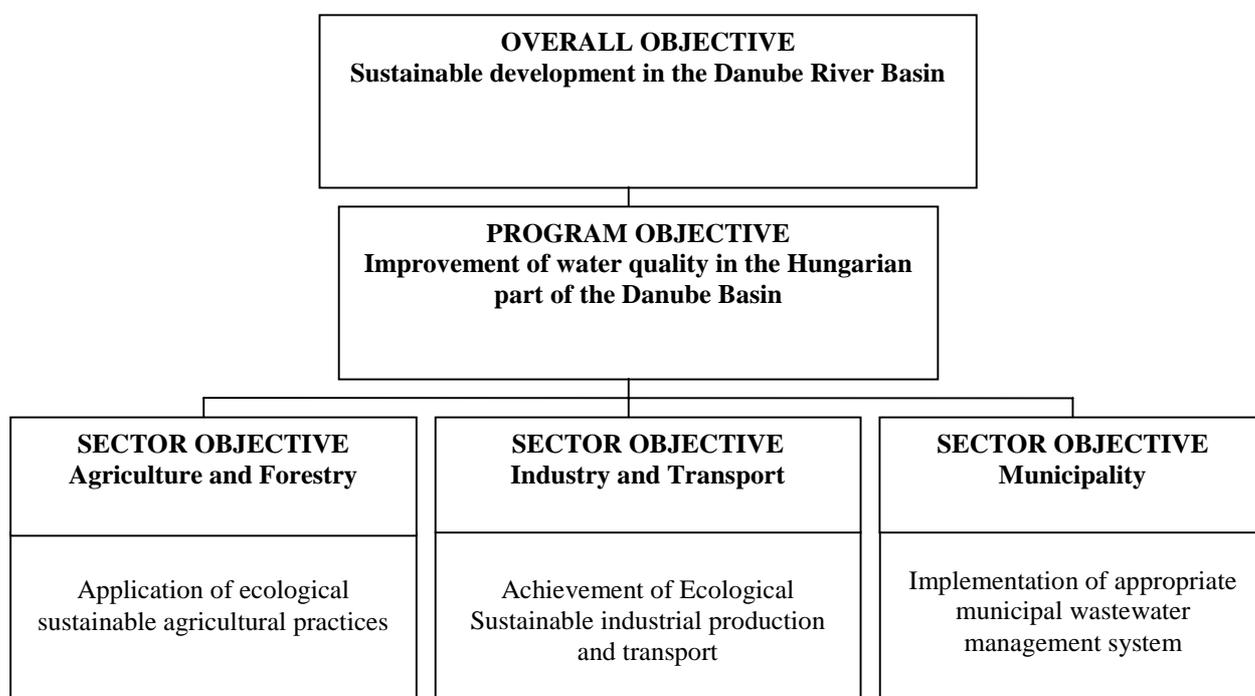 OVERALL OBJECTIVE
Sustainable development in the Danube River Basin
PROGRAM OBJECTIVE
Improvement of water quality in the Hungarian
part of the Danube Basin
SECTOR OBJECTIVE
Agriculture and Forestry
Application of ecological
sustainable agricultural practices
SECTOR OBJECTIVE
Industry and Transport
Achievement of Ecological
Sustainable industrial production
and transport
SECTOR OBJECTIVE
Municipality
Implementation of appropriate
municipal wastewater
management system